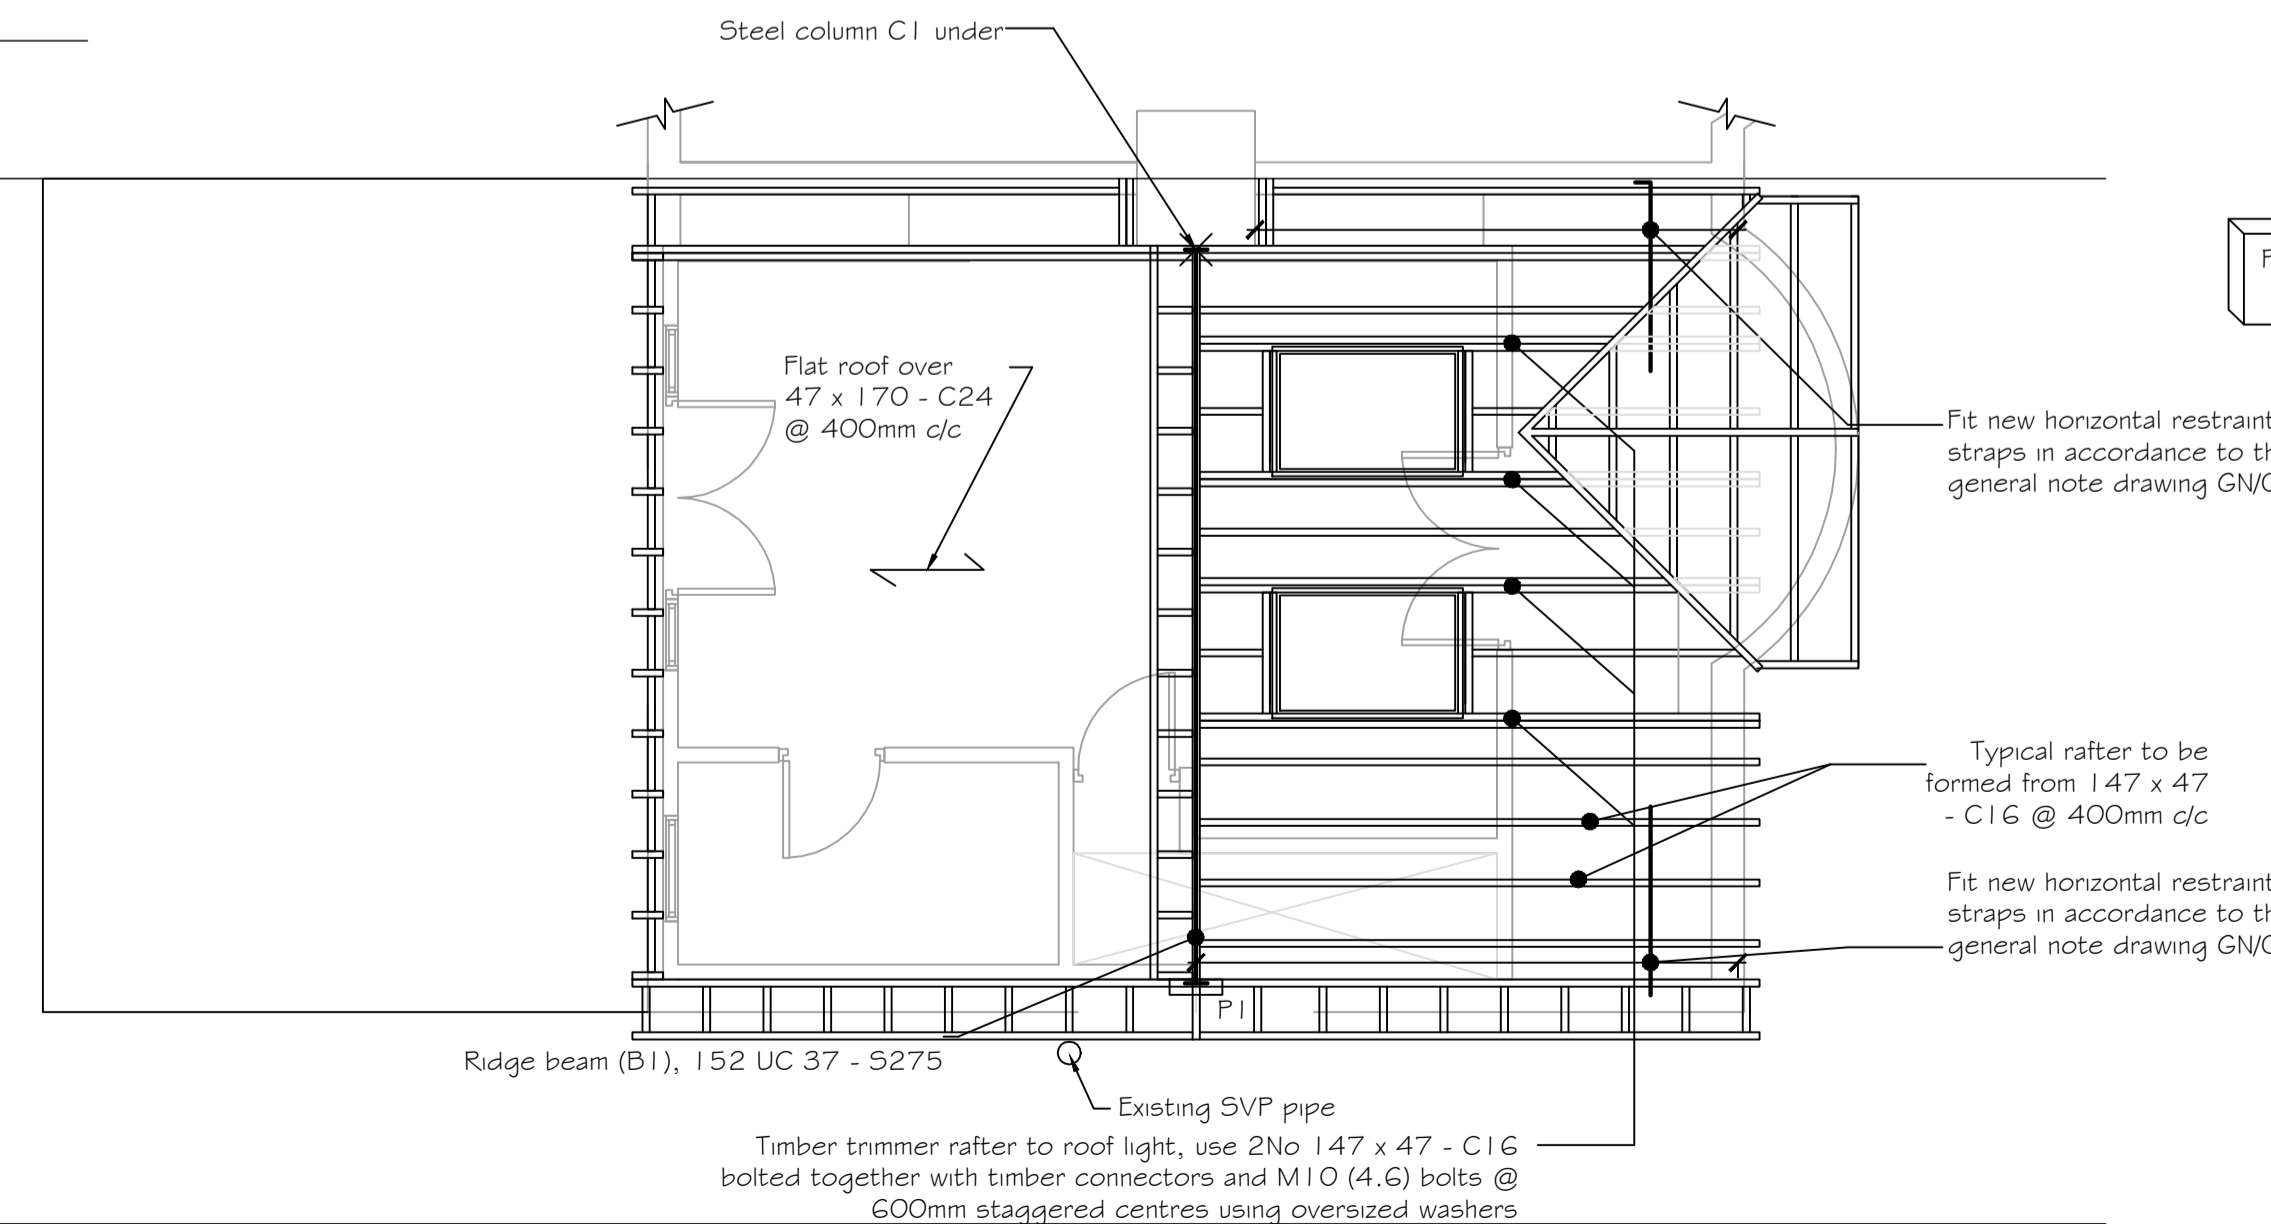 Steel column C1 under
Flat roof over
47 x 170 - C24
@ 400mm c/c
Fit new horizontal restraint
straps in accordance to
general note drawing
Typical rafter to be
formed from 147 x 47
- C16 @ 400mm c/c
Fit new horizontal restraint
straps in accordance to
general note drawing
P1
Ridge beam (B1), 152 UC 37 - S275
Existing SVP pipe
Timber trimmer rafter to roof light, use 2No 147 x 47 - C16
bolted together with timber connectors and M10 (4.6) bolts @
600mm staggered centres using oversized washers